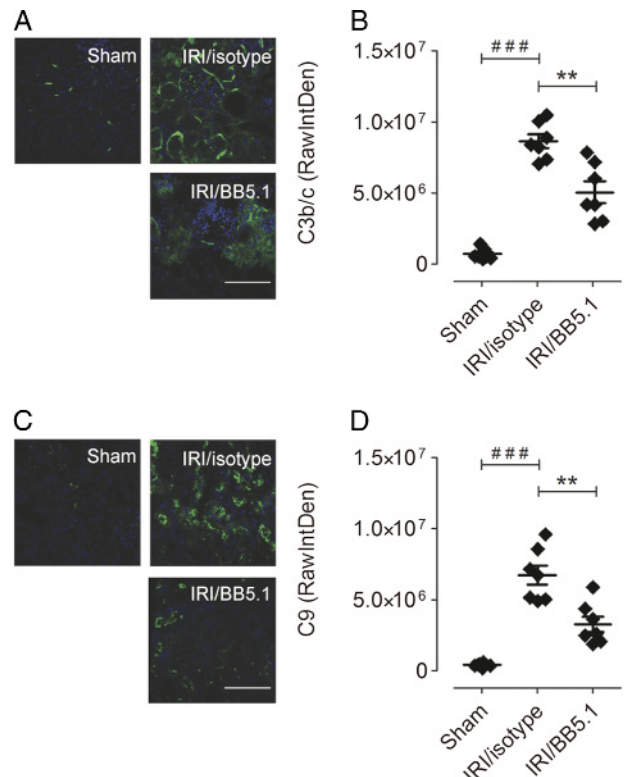 A
Sham
IRI/isotype
IRI/BB5.1
B
C3b/c (RawIntDen)
1.5×10⁷
1.0×10⁷
5.0×10⁶
0
###
**
Sham
IRI/isotype
IRI/BB5.1
C
Sham
IRI/isotype
IRI/BB5.1
D
C9 (RawIntDen)
1.5×10⁷
1.0×10⁷
5.0×10⁶
0
###
**
Sham
IRI/isotype
IRI/BB5.1